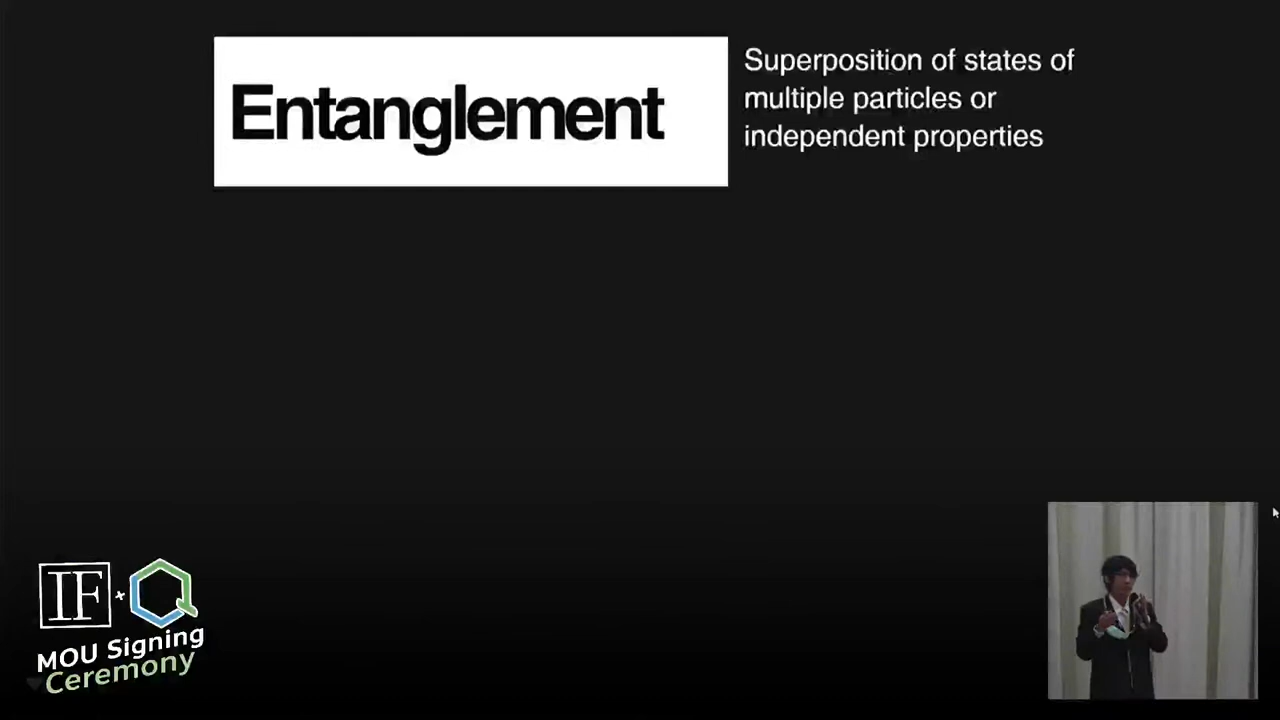 Entanglement
Superposition of states of
multiple particles or
independent properties
IF + Q
MOU Signing
Ceremony